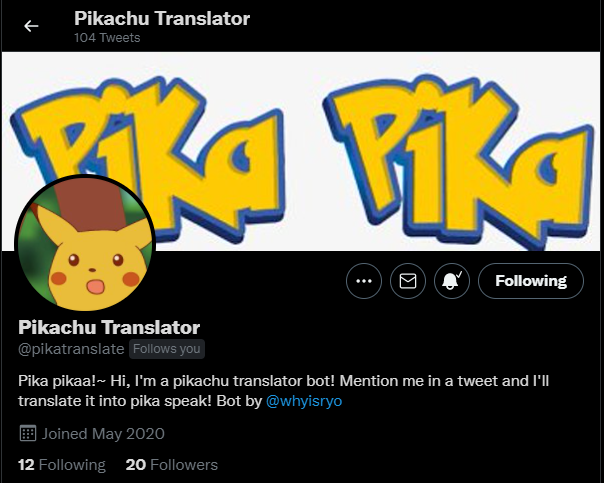 Pikachu Translator
104 Tweets
PiKa PiKa
Pikachu Translator
@pikatranslate Follows you
Following
Pika pikaa!~ Hi, I'm a pikachu translator bot! Mention me in a tweet and I'll
translate it into pika speak! Bot by @whyisryo
Joined May 2020
12 Following 20 Followers